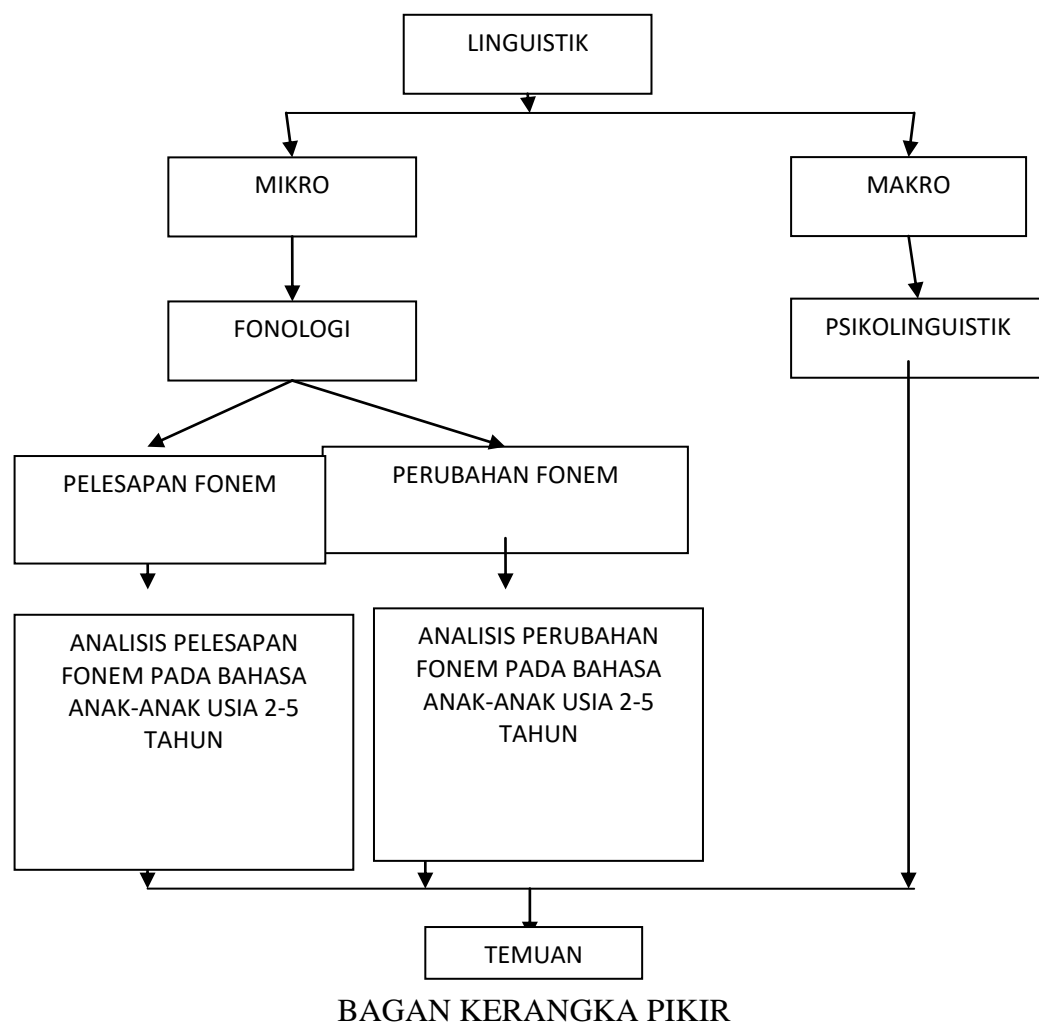 LINGUISTIK
MIKRO
MAKRO
FONOLOGI
PSIKOLINGUISTIK
PELESAPAN FONEM
PERUBAHAN FONEM
ANALISIS PELESAPAN
FONEM PADA BAHASA
ANAK-ANAK USIA 2-5
TAHUN
ANALISIS PERUBAHAN
FONEM PADA BAHASA
ANAK-ANAK USIA 2-5
TAHUN
TEMUAN
BAGAN KERANGKA PIKIR